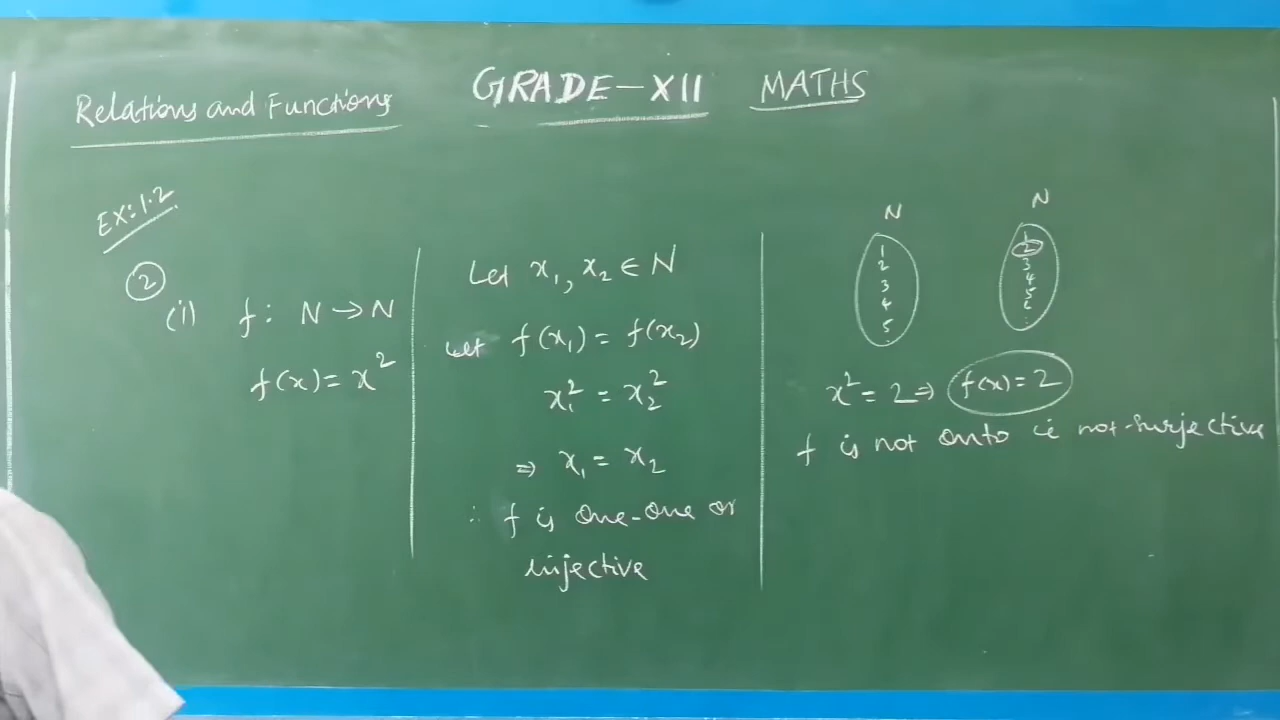 Relations and Functions GRADE-XII MATHS
Ex: 1.2
2
(i) f: N → N
f(x) = x²
Let x₁, x₂ ∈ N
Let f(x₁) = f(x₂)
x₁² = x₂²
⇒ x₁ = x₂
∴ f is one-one or
injective
N N
1
2
3
4
5
1
2
3
4
5
6
x² = 2 ⇒ f(x) = 2
f is not onto ie not-surjective